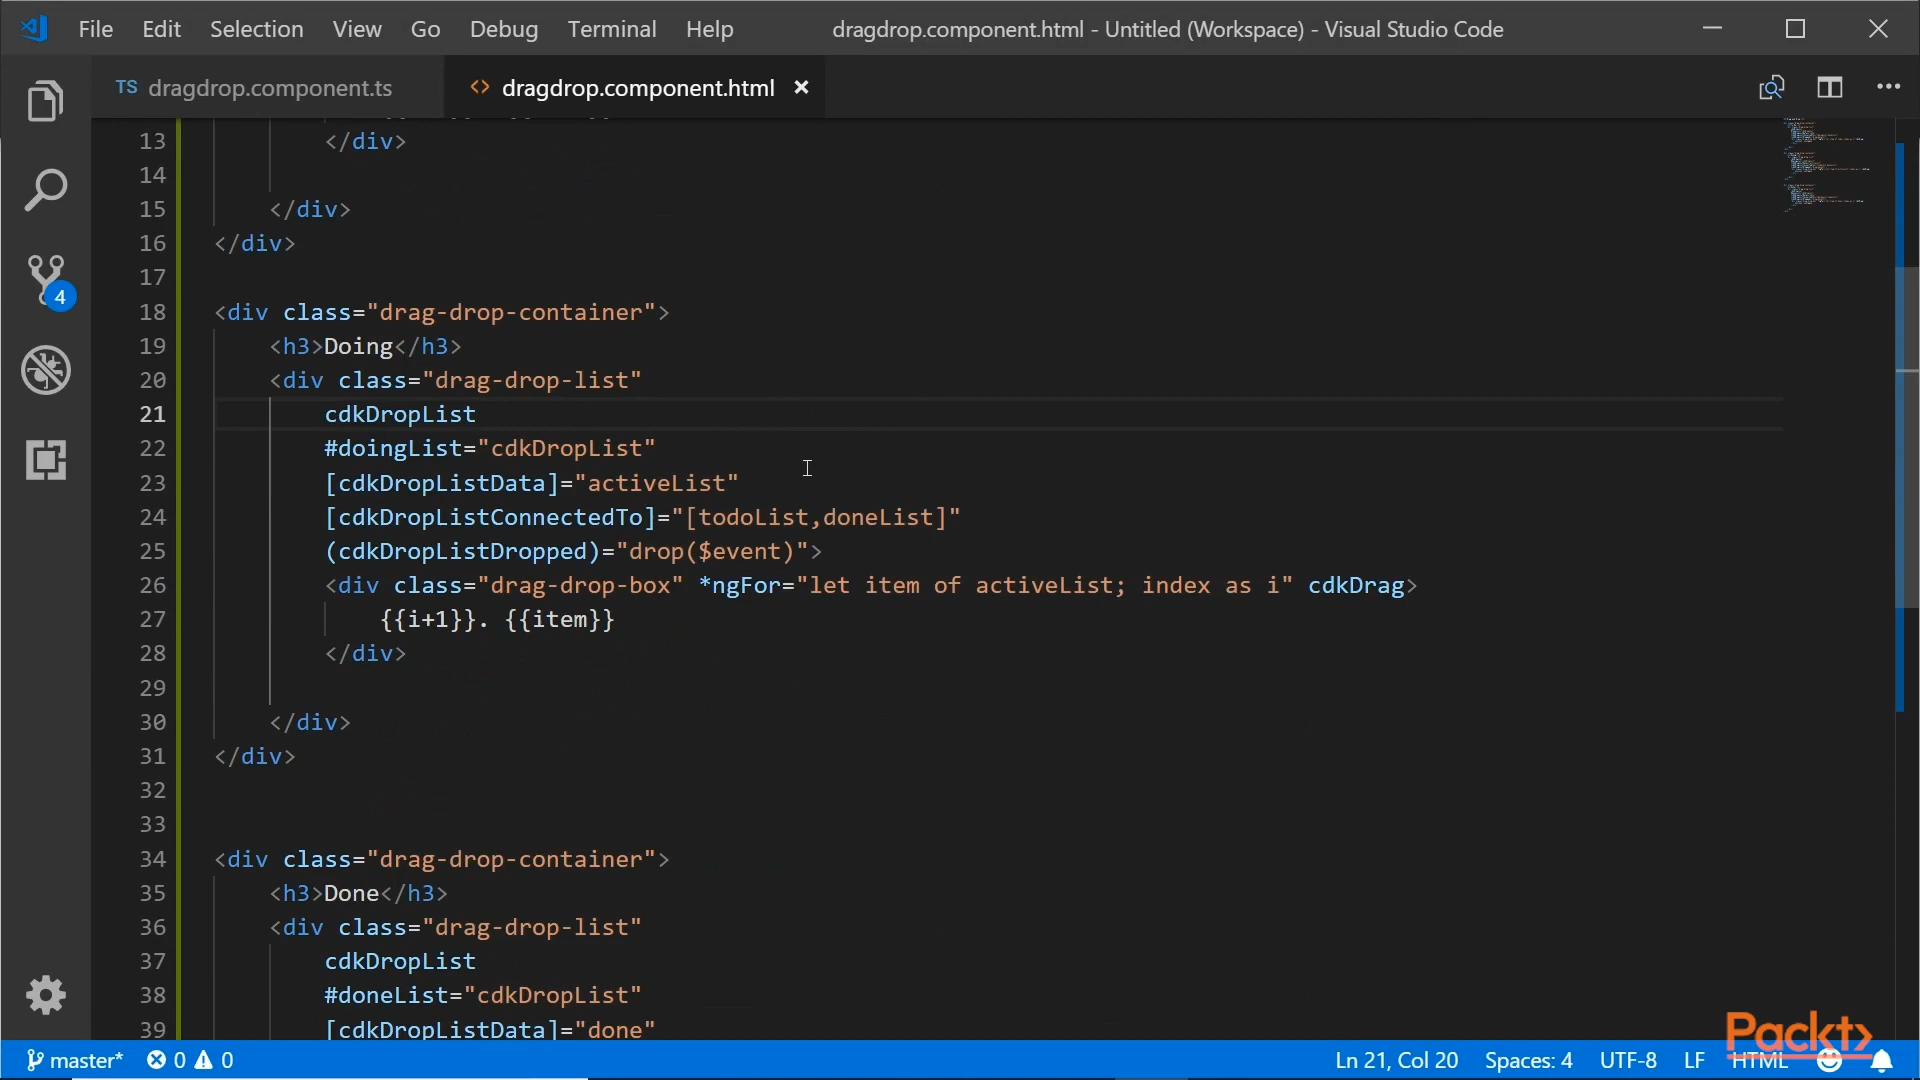 File Edit Selection View Go Debug Terminal Help dragdrop.component.html - Untitled (Workspace) - Visual Studio Code
TS dragdrop.component.ts <> dragdrop.component.html
13 </div>
14
15 </div>
16 </div>
17
18 <div class="drag-drop-container">
19 <h3>Doing</h3>
20 <div class="drag-drop-list"
21 cdkDropList
22 #doingList="cdkDropList"
23 [cdkDropListData]="activeList"
24 [cdkDropListConnectedTo]="[todoList,doneList]"
25 (cdkDropListDropped)="drop($event)">
26 <div class="drag-drop-box" *ngFor="let item of activeList; index as i" cdkDrag>
27 {{i+1}}. {{item}}
28 </div>
29
30 </div>
31 </div>
32
33
34 <div class="drag-drop-container">
35 <h3>Done</h3>
36 <div class="drag-drop-list"
37 cdkDropList
38 #doneList="cdkDropList"
39 [cdkDropListData]="done"
4
Packt>
master* 0 0 Ln 21, Col 20 Spaces: 4 UTF-8 LF HTML